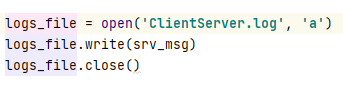 logs_file = open('ClientServer.log', 'a')
logs_file.write(srv_msg)
logs_file.close()